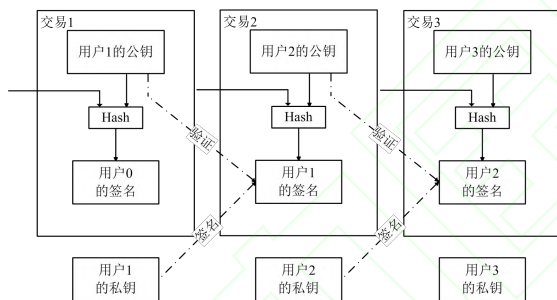 交易1
交易2
交易3
用户1的公钥
用户2的公钥
用户3的公钥
Hash
Hash
Hash
验证
验证
用户0
的签名
用户1
的签名
用户2
的签名
签名
签名
用户1
的私钥
用户2
的私钥
用户3
的私钥